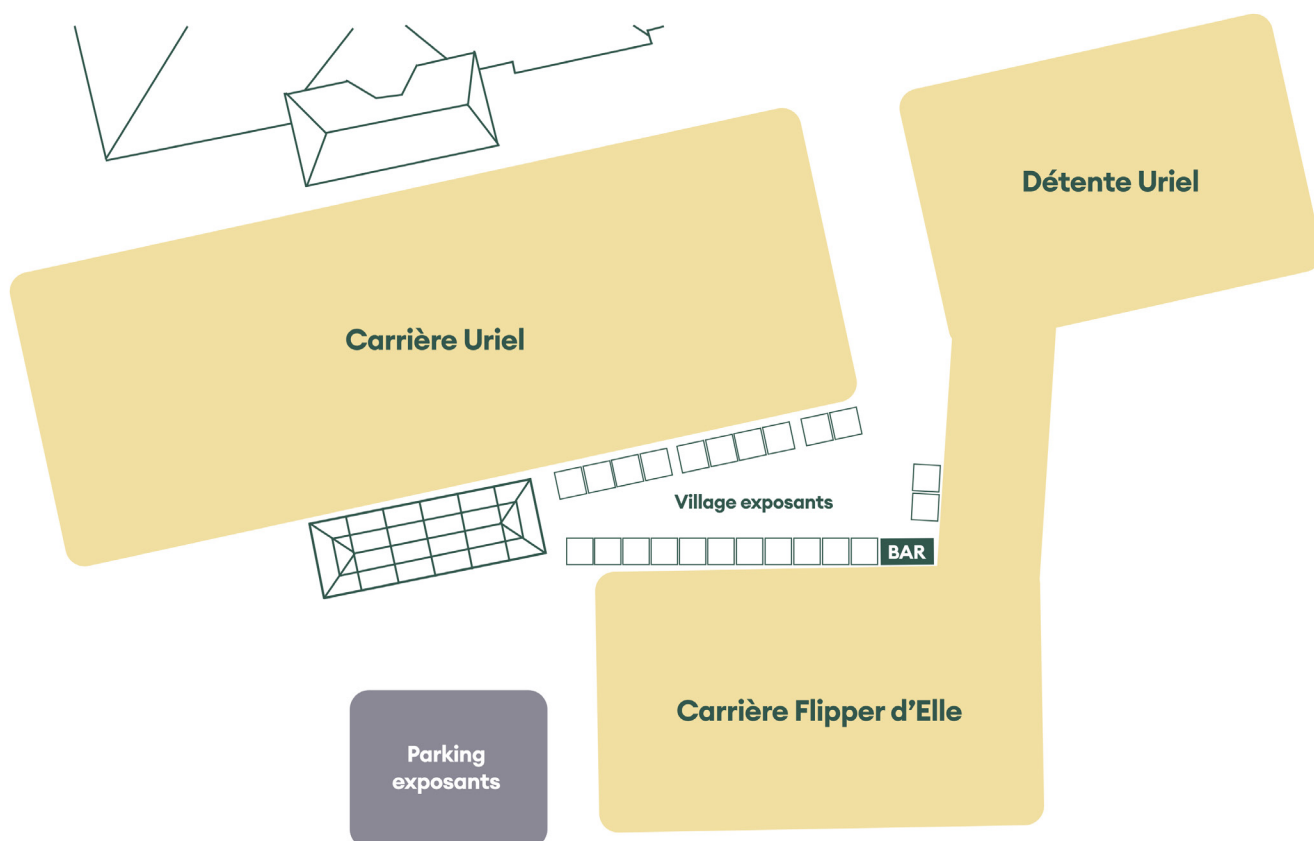 Détente Uriel
Carrière Uriel
Village exposants
BAR
Carrière Flipper d’Elle
Parking
exposants